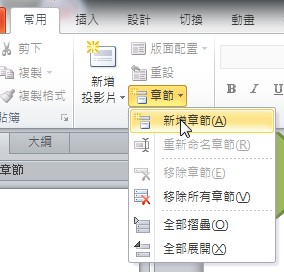 常用 插入 設計 切換 動畫
剪下
複製
複製格式
貼簿
新增
投影片
版面配置
重設
章節
B I
大綱
章節
新增章節(A)
重新命名章節(R)
移除章節(E)
移除所有章節(V)
全部摺疊(O)
全部展開(X)